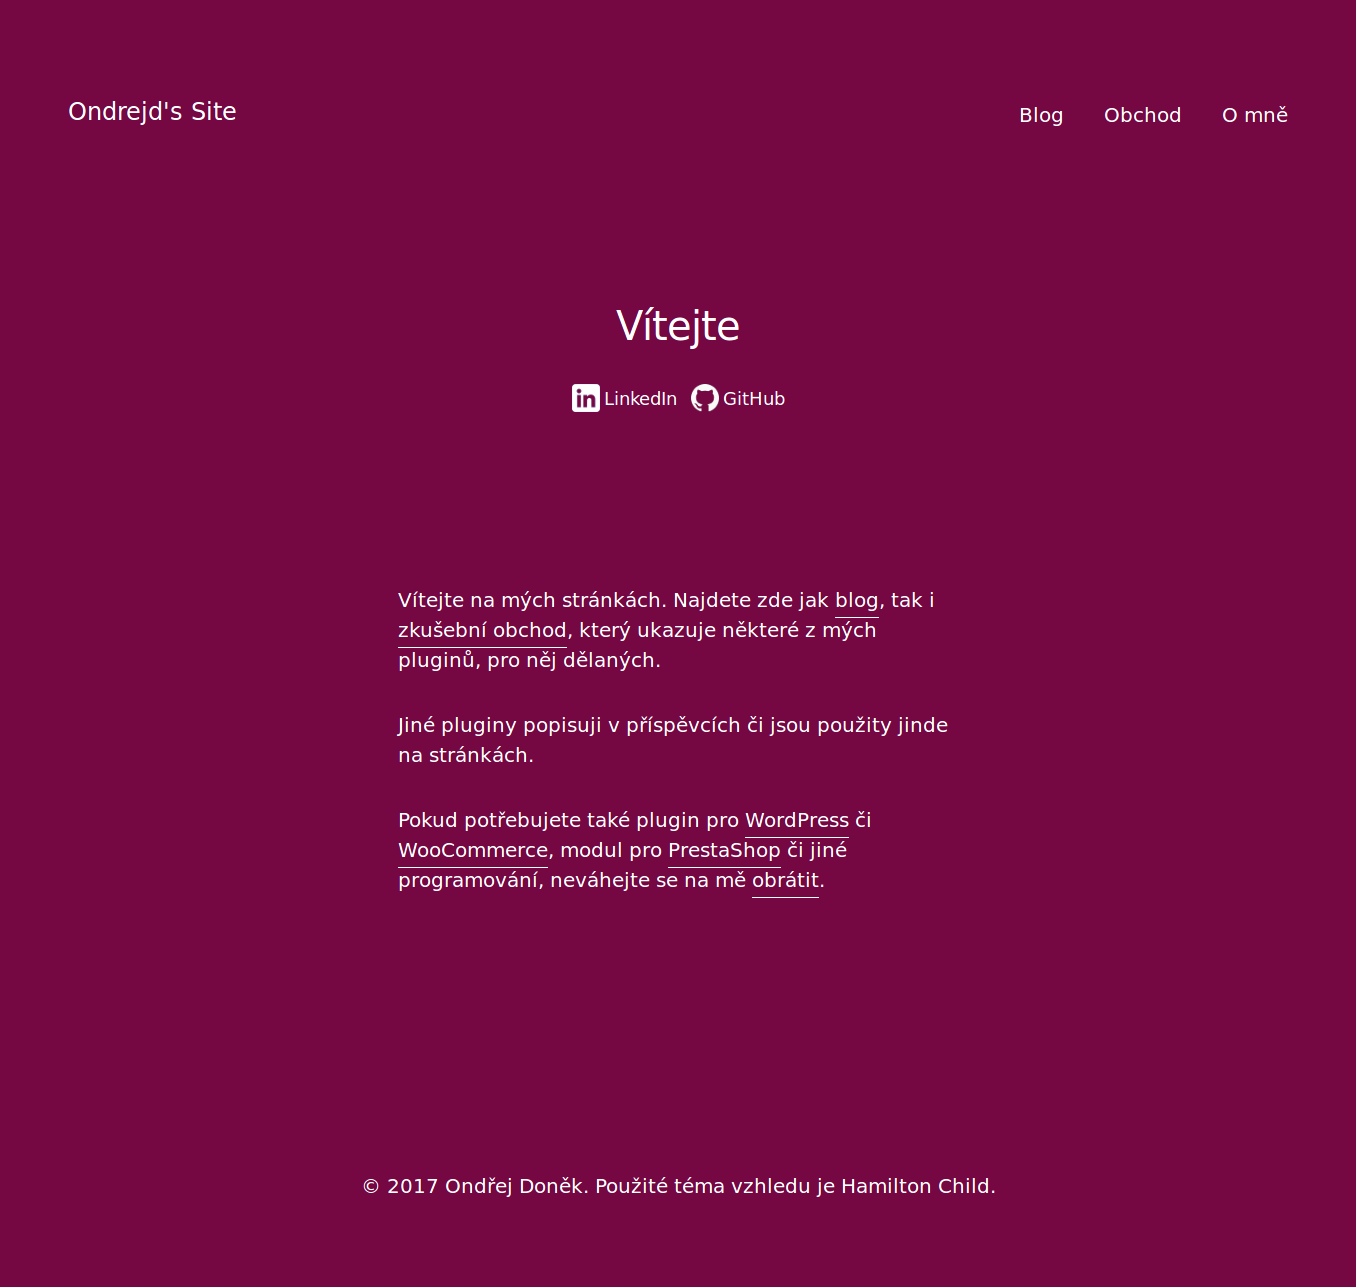 Ondrejd's Site
Blog Obchod O mně
Vítejte
LinkedIn GitHub
Vítejte na mých stránkách. Najdete zde jak blog, tak i
zkušební obchod, který ukazuje některé z mých
pluginů, pro něj dělaných.
Jiné pluginy popisuji v příspěvcích či jsou použity jinde
na stránkách.
Pokud potřebujete také plugin pro WordPress či
WooCommerce, modul pro PrestaShop či jiné
programování, neváhejte se na mě obrátit.
© 2017 Ondřej Doněk. Použité téma vzhledu je Hamilton Child.